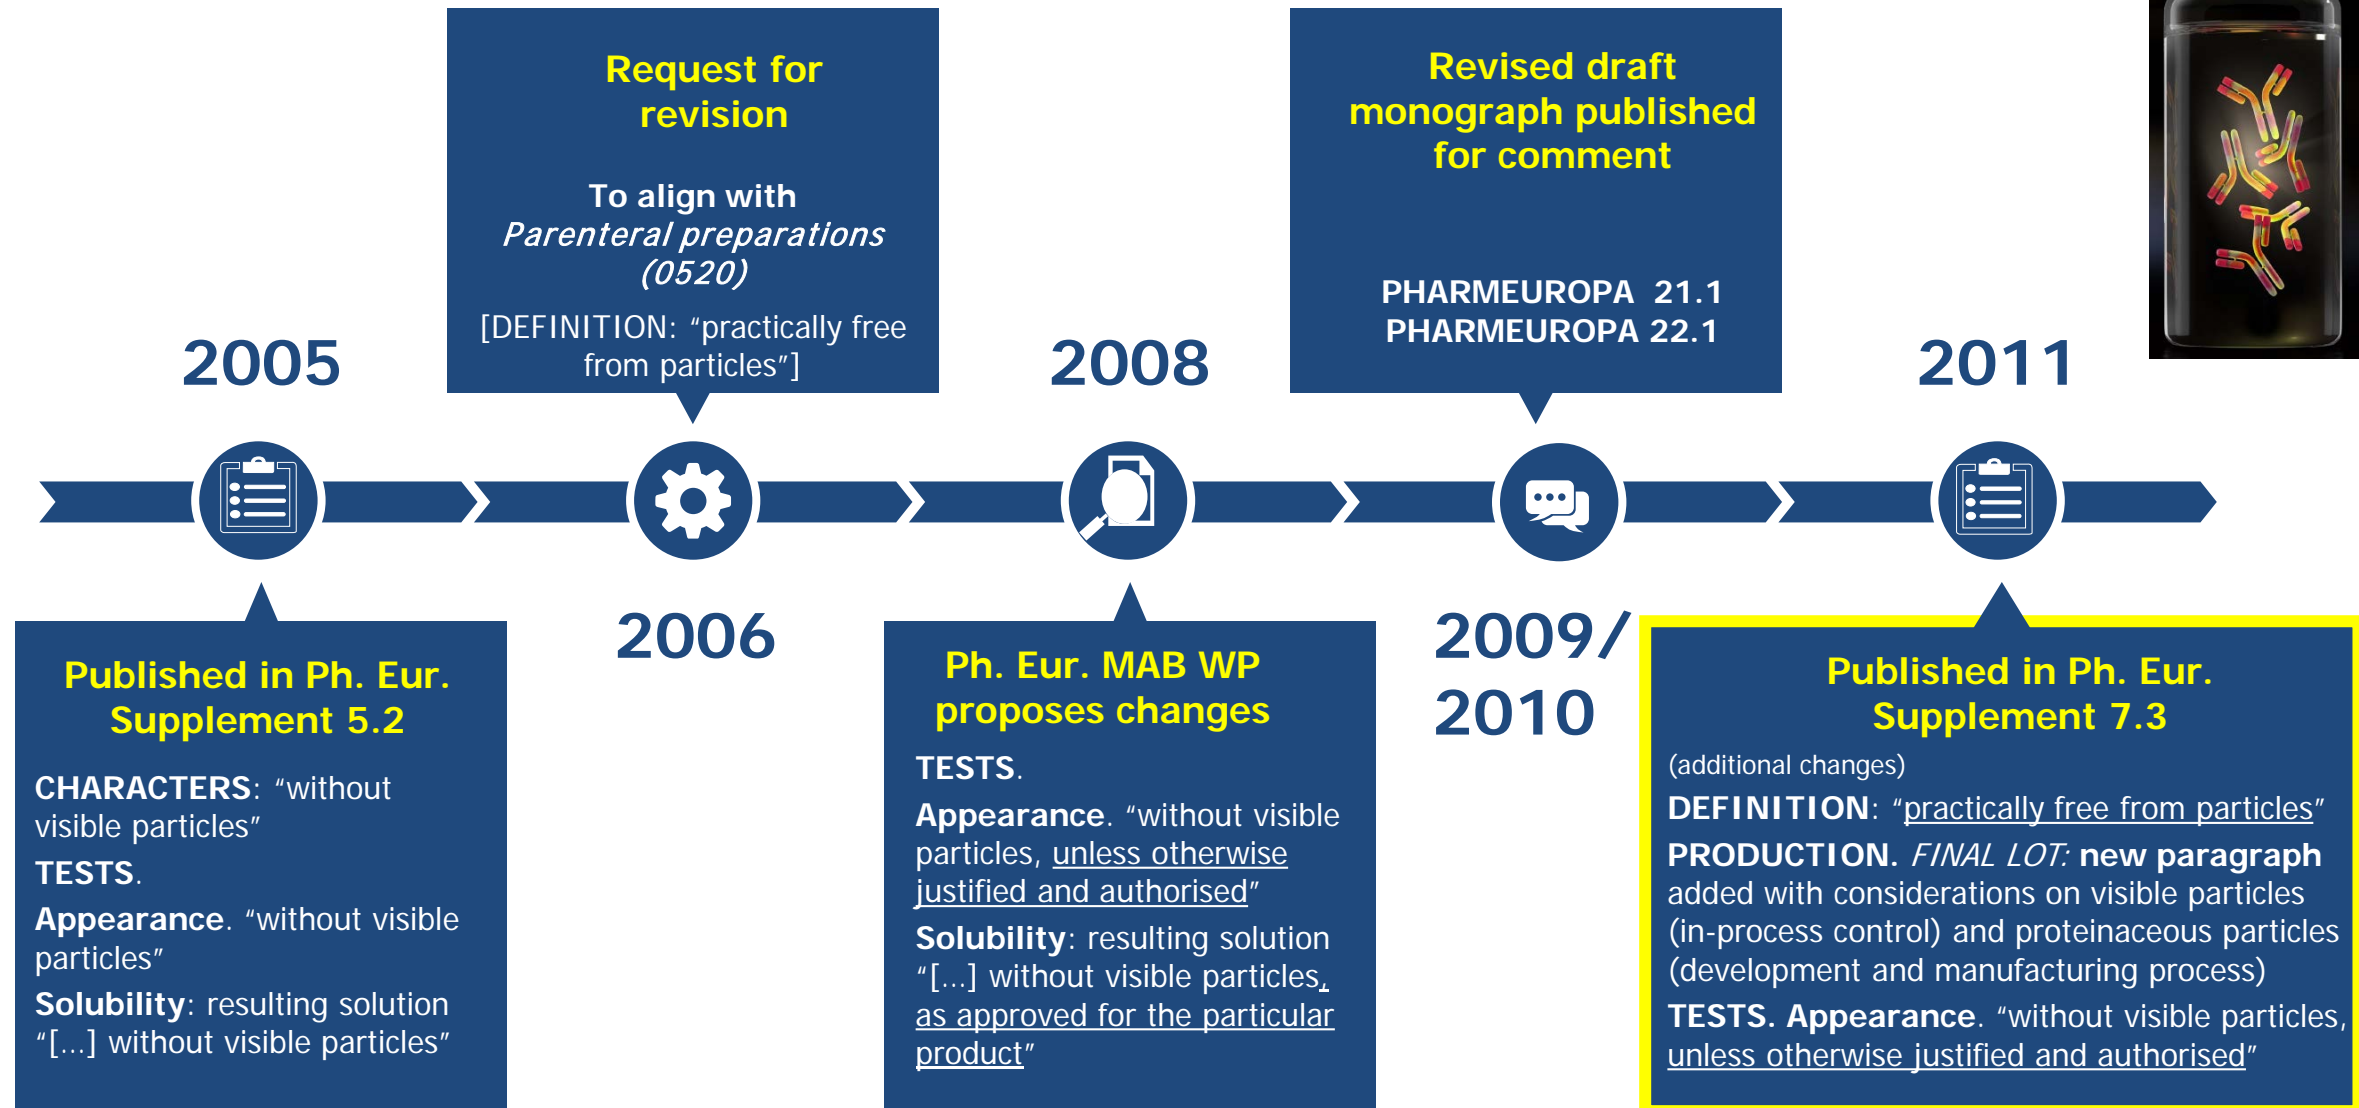 2005
Published in Ph. Eur.
Supplement 5.2
CHARACTERS: “without
visible particles”
TESTS.
Appearance. “without visible
particles”
Solubility: resulting solution
“[...] without visible particles”
Request for
revision
To align with
Parenteral preparations
(0520)
[DEFINITION: “practically free
from particles”]
2006
2008
Ph. Eur. MAB WP
proposes changes
TESTS.
Appearance. “without visible
particles, unless otherwise
justified and authorised”
Solubility: resulting solution
“[...] without visible particles,
as approved for the particular
product”
Revised draft
monograph published
for comment
PHARMEUROPA 21.1
PHARMEUROPA 22.1
2009/
2010
2011
Published in Ph. Eur.
Supplement 7.3
(additional changes)
DEFINITION: “practically free from particles”
PRODUCTION. FINAL LOT: new paragraph
added with considerations on visible particles
(in-process control) and proteinaceous particles
(development and manufacturing process)
TESTS. Appearance. “without visible particles,
unless otherwise justified and authorised”